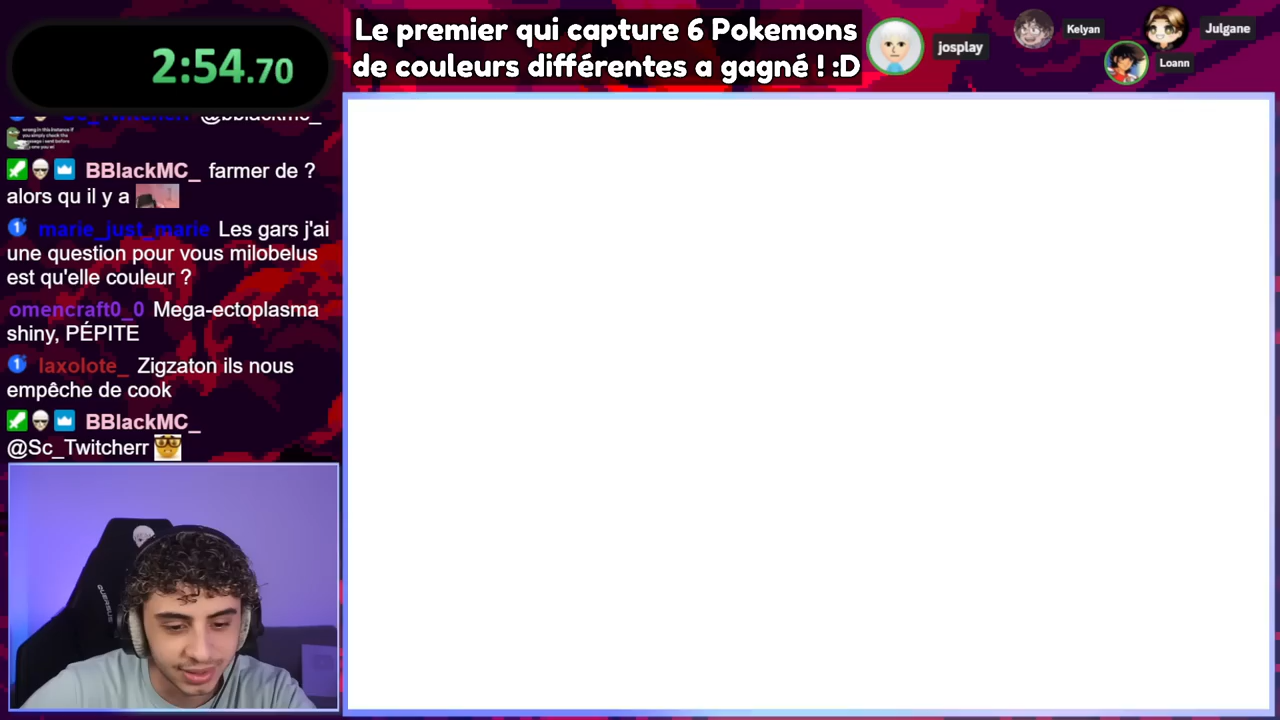 2:54.70
Le premier qui capture 6 Pokemons
de couleurs différentes a gagné ! :D
josplay
Kelyan
Julgane
Loann
BBlackMC_ farmer de ?
alors qu il y a
marie_just_marie Les gars j'ai
une question pour vous milobelus
est qu'elle couleur ?
omencraft0_0 Mega-ectoplasma
shiny, PÉPITE
laxolote_ Zigzaton ils nous
empêche de cook
BBlackMC_
@Sc_Twitcherr